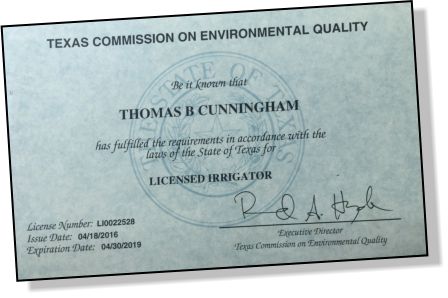 TEXAS COMMISSION ON ENVIRONMENTAL QUALITY
Be it known that
THOMAS B CUNNINGHAM
has fulfilled the requirements in accordance with the
laws of the State of Texas for
LICENSED IRRIGATOR
License Number: LI0022528
Issue Date: 04/18/2016
Expiration Date: 04/30/2019
Executive Director
Texas Commission on Environmental Quality